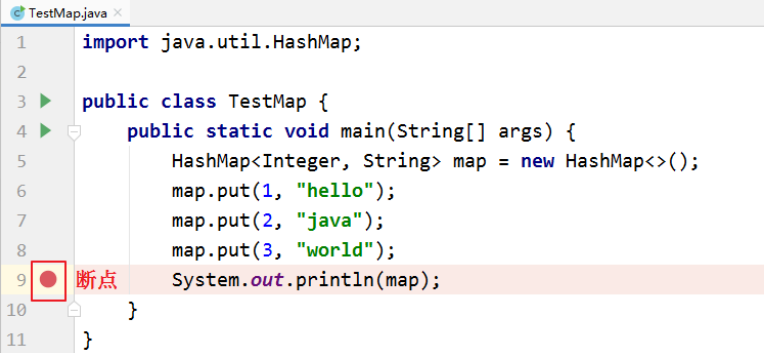 TestMap.java
1 import java.util.HashMap;
2
3 public class TestMap {
4 public static void main(String[] args) {
5 HashMap<Integer, String> map = new HashMap<>();
6 map.put(1, "hello");
7 map.put(2, "java");
8 map.put(3, "world");
9 断点 System.out.println(map);
10 }
11 }